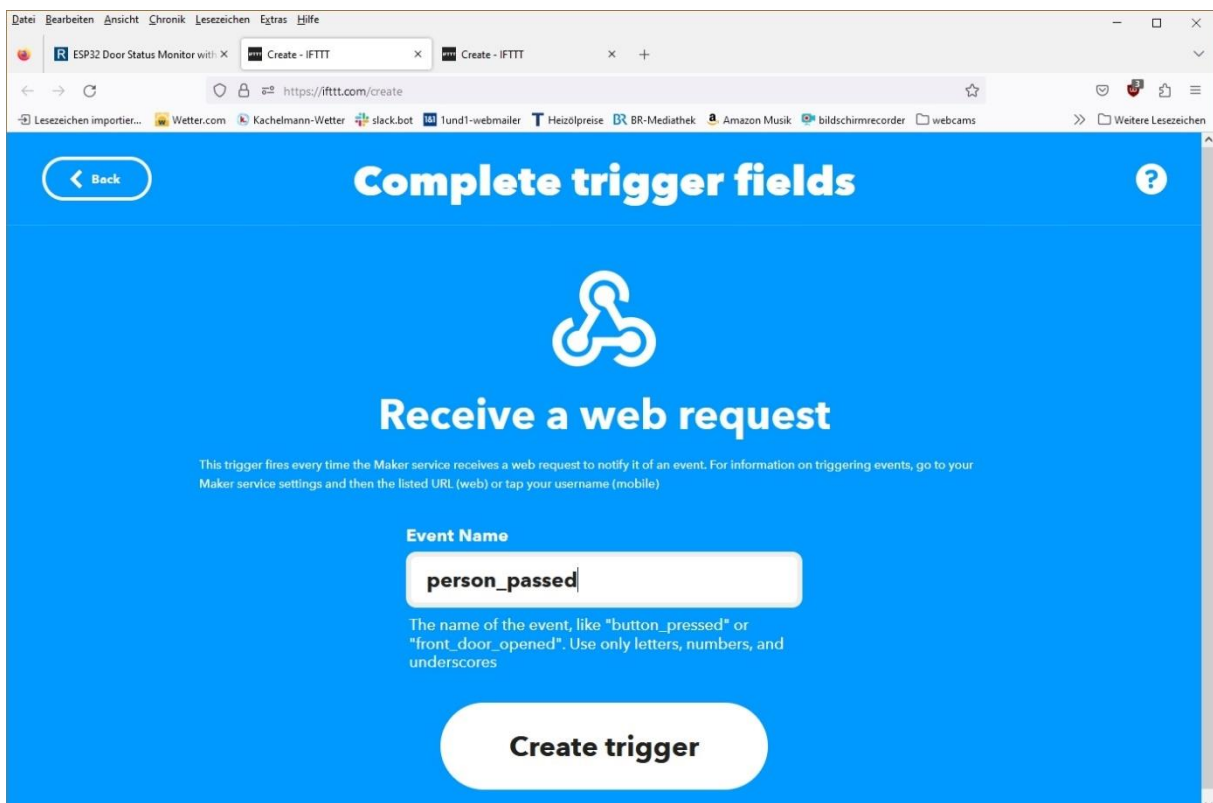 Datei Bearbeiten Ansicht Chronik Lesezeichen Extras Hilfe
ESP32 Door Status Monitor with
Create - IFTTT
Create - IFTTT
https://ifttt.com/create
Lesezeichen importier... Wetter.com Kachelmann-Wetter slack.bot 1und1-webmailer Heizölpreise BR-Mediathek Amazon Musik bildschirmrecorder webcams Weitere Lesezeichen
Back
Complete trigger fields
?
Receive a web request
This trigger fires every time the Maker service receives a web request to notify it of an event. For information on triggering events, go to your
Maker service settings and then the listed URL (web) or tap your username (mobile)
Event Name
person_passed
The name of the event, like "button_pressed" or
"front_door_opened". Use only letters, numbers, and
underscores
Create trigger